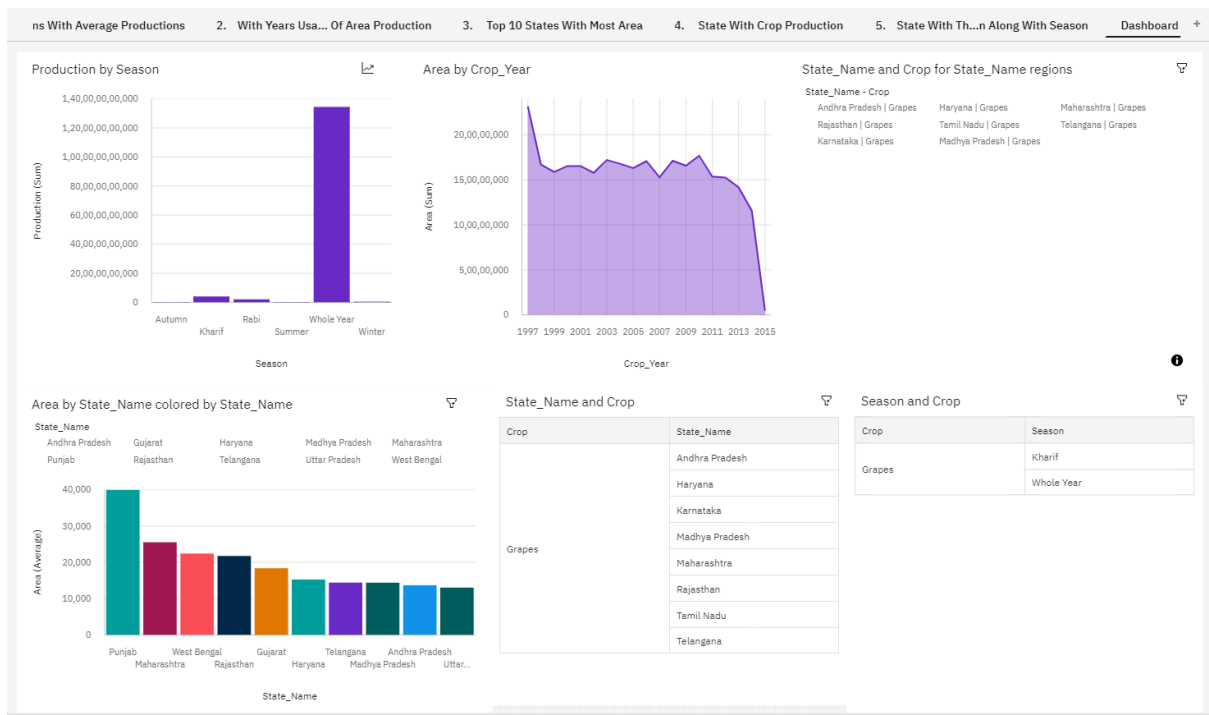 ns With Average Productions 2. With Years Usa... Of Area Production 3. Top 10 States With Most Area 4. State With Crop Production 5. State With Th...n Along With Season Dashboard +
Production by Season
1,40,00,00,00,000
1,20,00,00,00,000
1,00,00,00,00,000
80,00,00,00,000
60,00,00,00,000
40,00,00,00,000
20,00,00,00,000
0
Production (Sum)
Autumn Rabi Whole Year
Kharif Summer Winter
Season
Area by Crop_Year
20,00,00,000
15,00,00,000
10,00,00,000
5,00,00,000
0
Area (Sum)
1997 1999 2001 2003 2005 2007 2009 2011 2013 2015
Crop_Year
State_Name and Crop for State_Name regions
State_Name - Crop
Andhra Pradesh | Grapes Haryana | Grapes Maharashtra | Grapes
Rajasthan | Grapes Tamil Nadu | Grapes Telangana | Grapes
Karnataka | Grapes Madhya Pradesh | Grapes
Area by State_Name colored by State_Name
State_Name
Andhra Pradesh Gujarat Haryana Madhya Pradesh Maharashtra
Punjab Rajasthan Telangana Uttar Pradesh West Bengal
40,000
30,000
20,000
10,000
0
Area (Average)
Punjab West Bengal Gujarat Telangana Andhra Pradesh
Maharashtra Rajasthan Haryana Madhya Pradesh Uttar...
State_Name
State_Name and Crop
Crop State_Name
Andhra Pradesh
Haryana
Karnataka
Madhya Pradesh
Grapes
Maharashtra
Rajasthan
Tamil Nadu
Telangana
Season and Crop
Crop Season
Kharif
Grapes
Whole Year